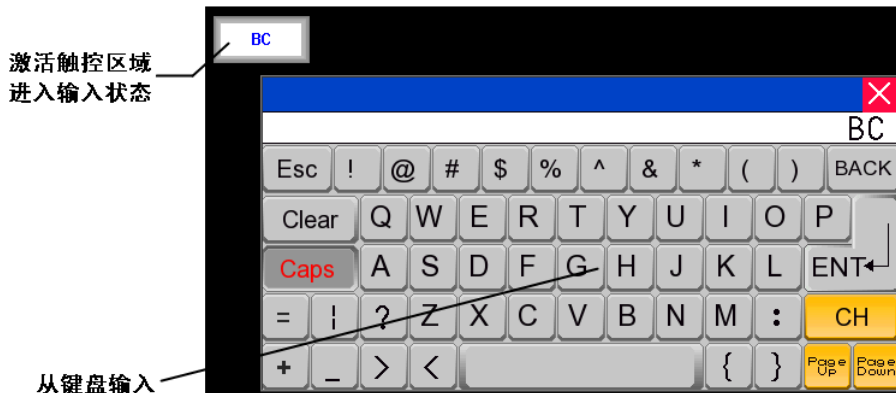 BC
激活触控区域
进入输入状态
BC
Esc ! @ # $ % ^ & * ( ) BACK
Clear Q W E R T Y U I O P
Caps A S D F G H J K L ENT
= ¦ ? Z X C V B N M : CH
+ _ > < { } Page Up Page Down
从键盘输入